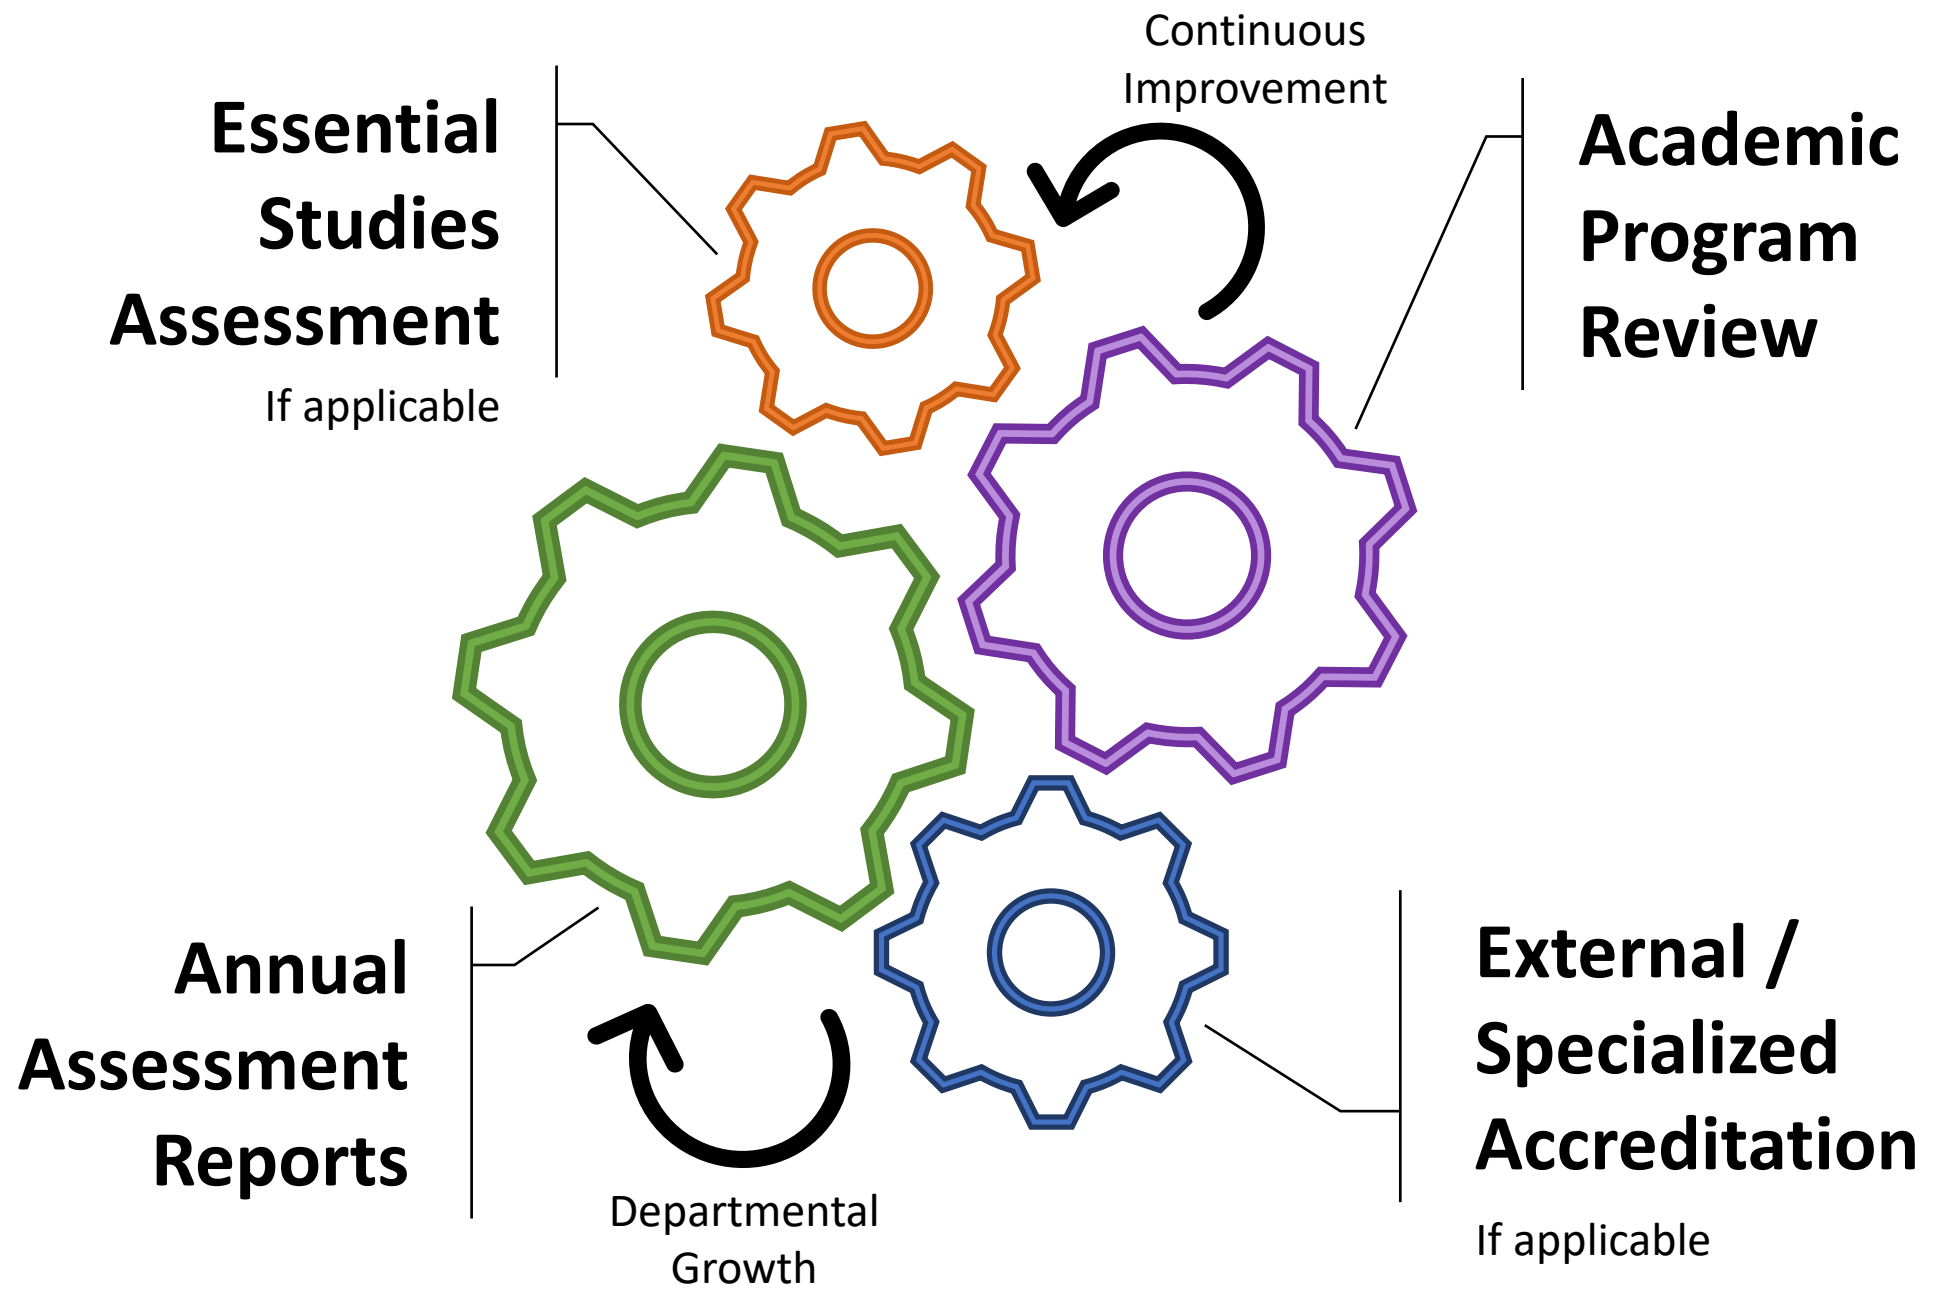 Continuous
Improvement
Essential
Studies
Assessment
If applicable
Academic
Program
Review
Annual
Assessment
Reports
Departmental
Growth
External /
Specialized
Accreditation
If applicable